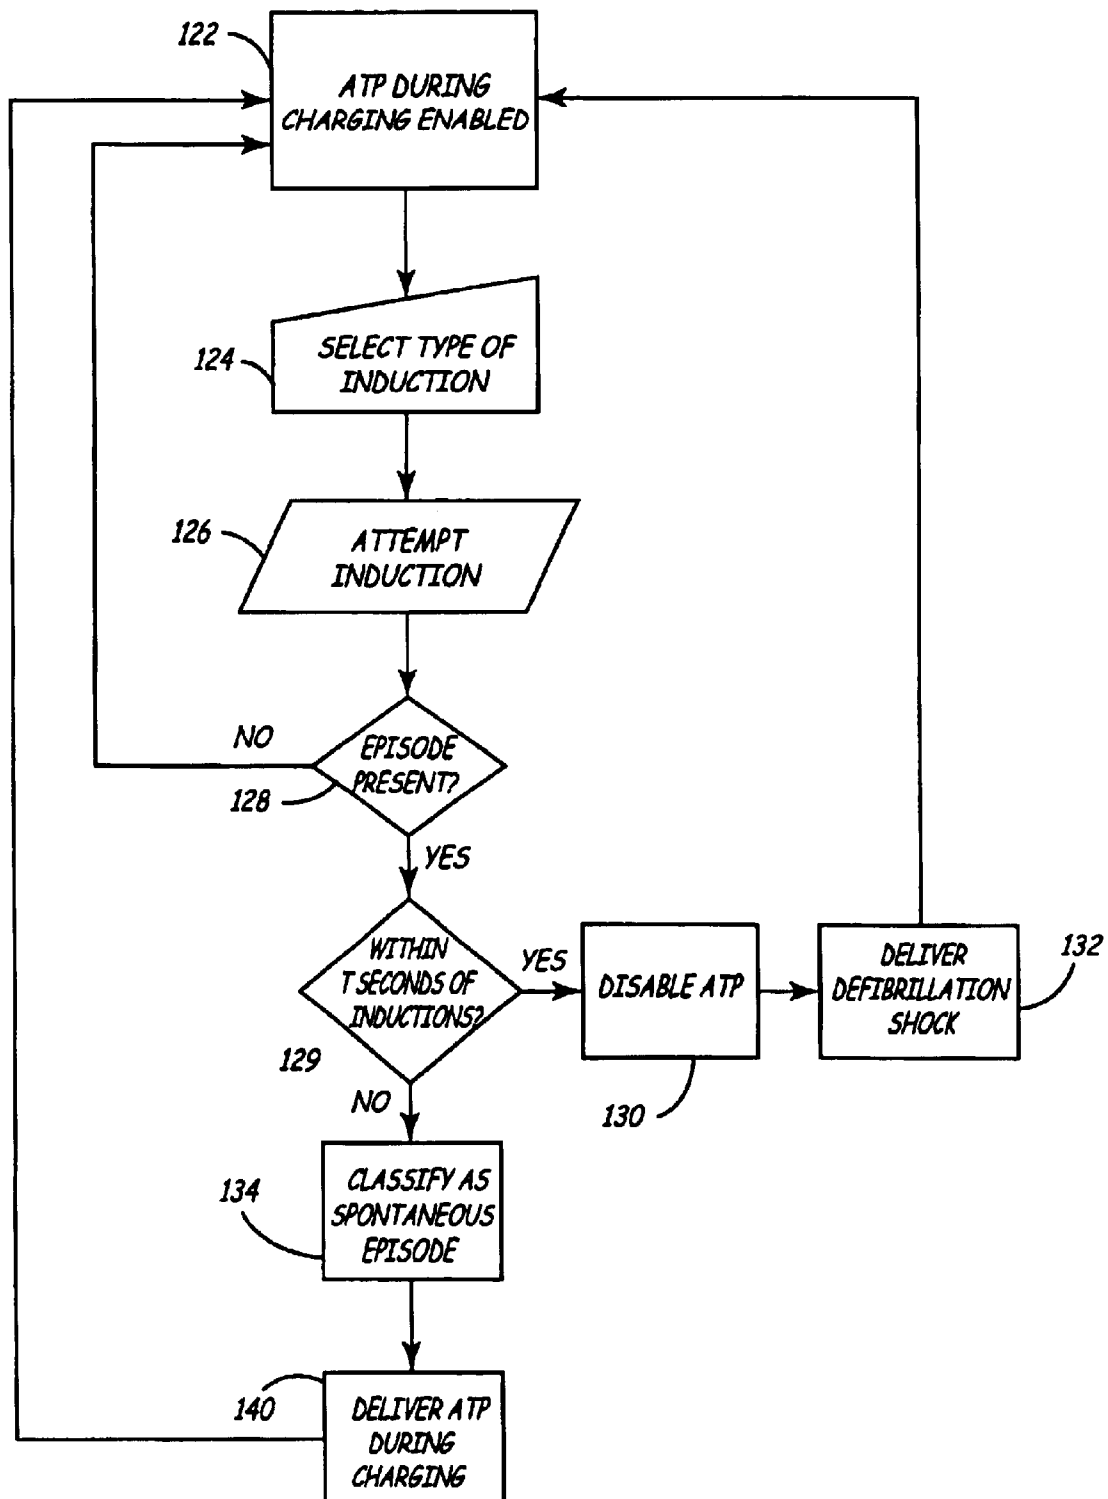 122
ATP DURING
CHARGING ENABLED
SELECT TYPE OF
INDUCTION
124
126
ATTEMPT
INDUCTION
NO
EPISODE
PRESENT?
128
YES
WITHIN
T SECONDS OF
INDUCTIONS?
129
YES
DISABLE ATP
130
DELIVER
DEFIBRILLATION
SHOCK
132
NO
134
CLASSIFY AS
SPONTANEOUS
EPISODE
140
DELIVER ATP
DURING
CHARGING